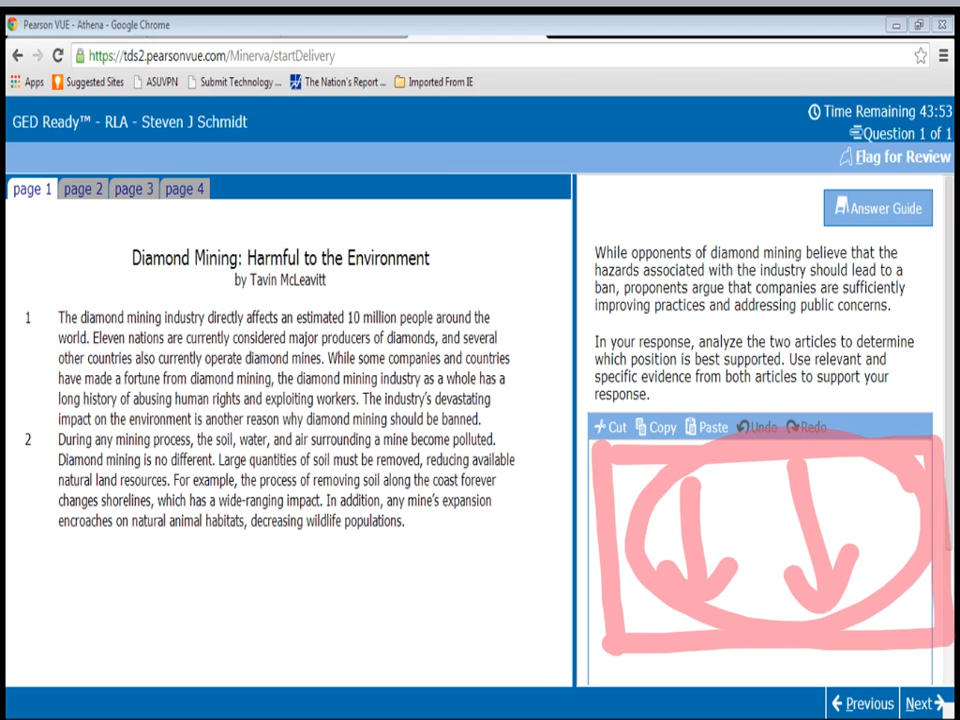 Pearson VUE - Athena - Google Chrome
https://tds2.pearsonvue.com/Minerva/startDelivery
Apps Suggested Sites ASUVPN Submit Technology ... The Nation's Report ... Imported From IE
GED Ready™ - RLA - Steven J Schmidt
Time Remaining 43:53
Question 1 of 1
Flag for Review
page 1 page 2 page 3 page 4
Diamond Mining: Harmful to the Environment
by Tavin McLeavitt
1 The diamond mining industry directly affects an estimated 10 million people around the
world. Eleven nations are currently considered major producers of diamonds, and several
other countries also currently operate diamond mines. While some companies and countries
have made a fortune from diamond mining, the diamond mining industry as a whole has a
long history of abusing human rights and exploiting workers. The industry's devastating
impact on the environment is another reason why diamond mining should be banned.
2 During any mining process, the soil, water, and air surrounding a mine become polluted.
Diamond mining is no different. Large quantities of soil must be removed, reducing available
natural land resources. For example, the process of removing soil along the coast forever
changes shorelines, which has a wide-ranging impact. In addition, any mine's expansion
encroaches on natural animal habitats, decreasing wildlife populations.
Answer Guide
While opponents of diamond mining believe that the
hazards associated with the industry should lead to a
ban, proponents argue that companies are sufficiently
improving practices and addressing public concerns.
In your response, analyze the two articles to determine
which position is best supported. Use relevant and
specific evidence from both articles to support your
response.
Cut Copy Paste Undo Redo
Previous Next